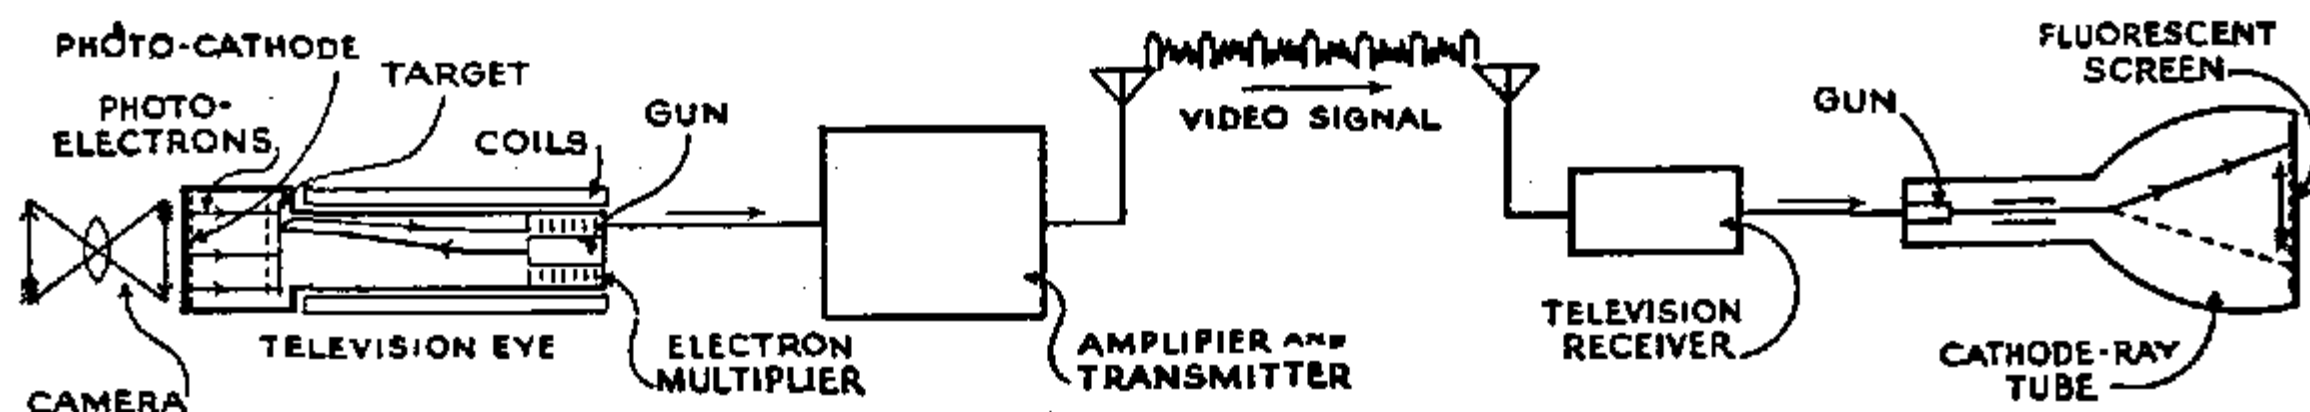 PHOTO-CATHODE
TARGET
PHOTO-
ELECTRONS
COILS
GUN
CAMERA
TELEVISION EYE
ELECTRON
MULTIPLIER
AMPLIFIER AND
TRANSMITTER
VIDEO SIGNAL
TELEVISION
RECEIVER
GUN
FLUORESCENT
SCREEN
CATHODE-RAY
TUBE